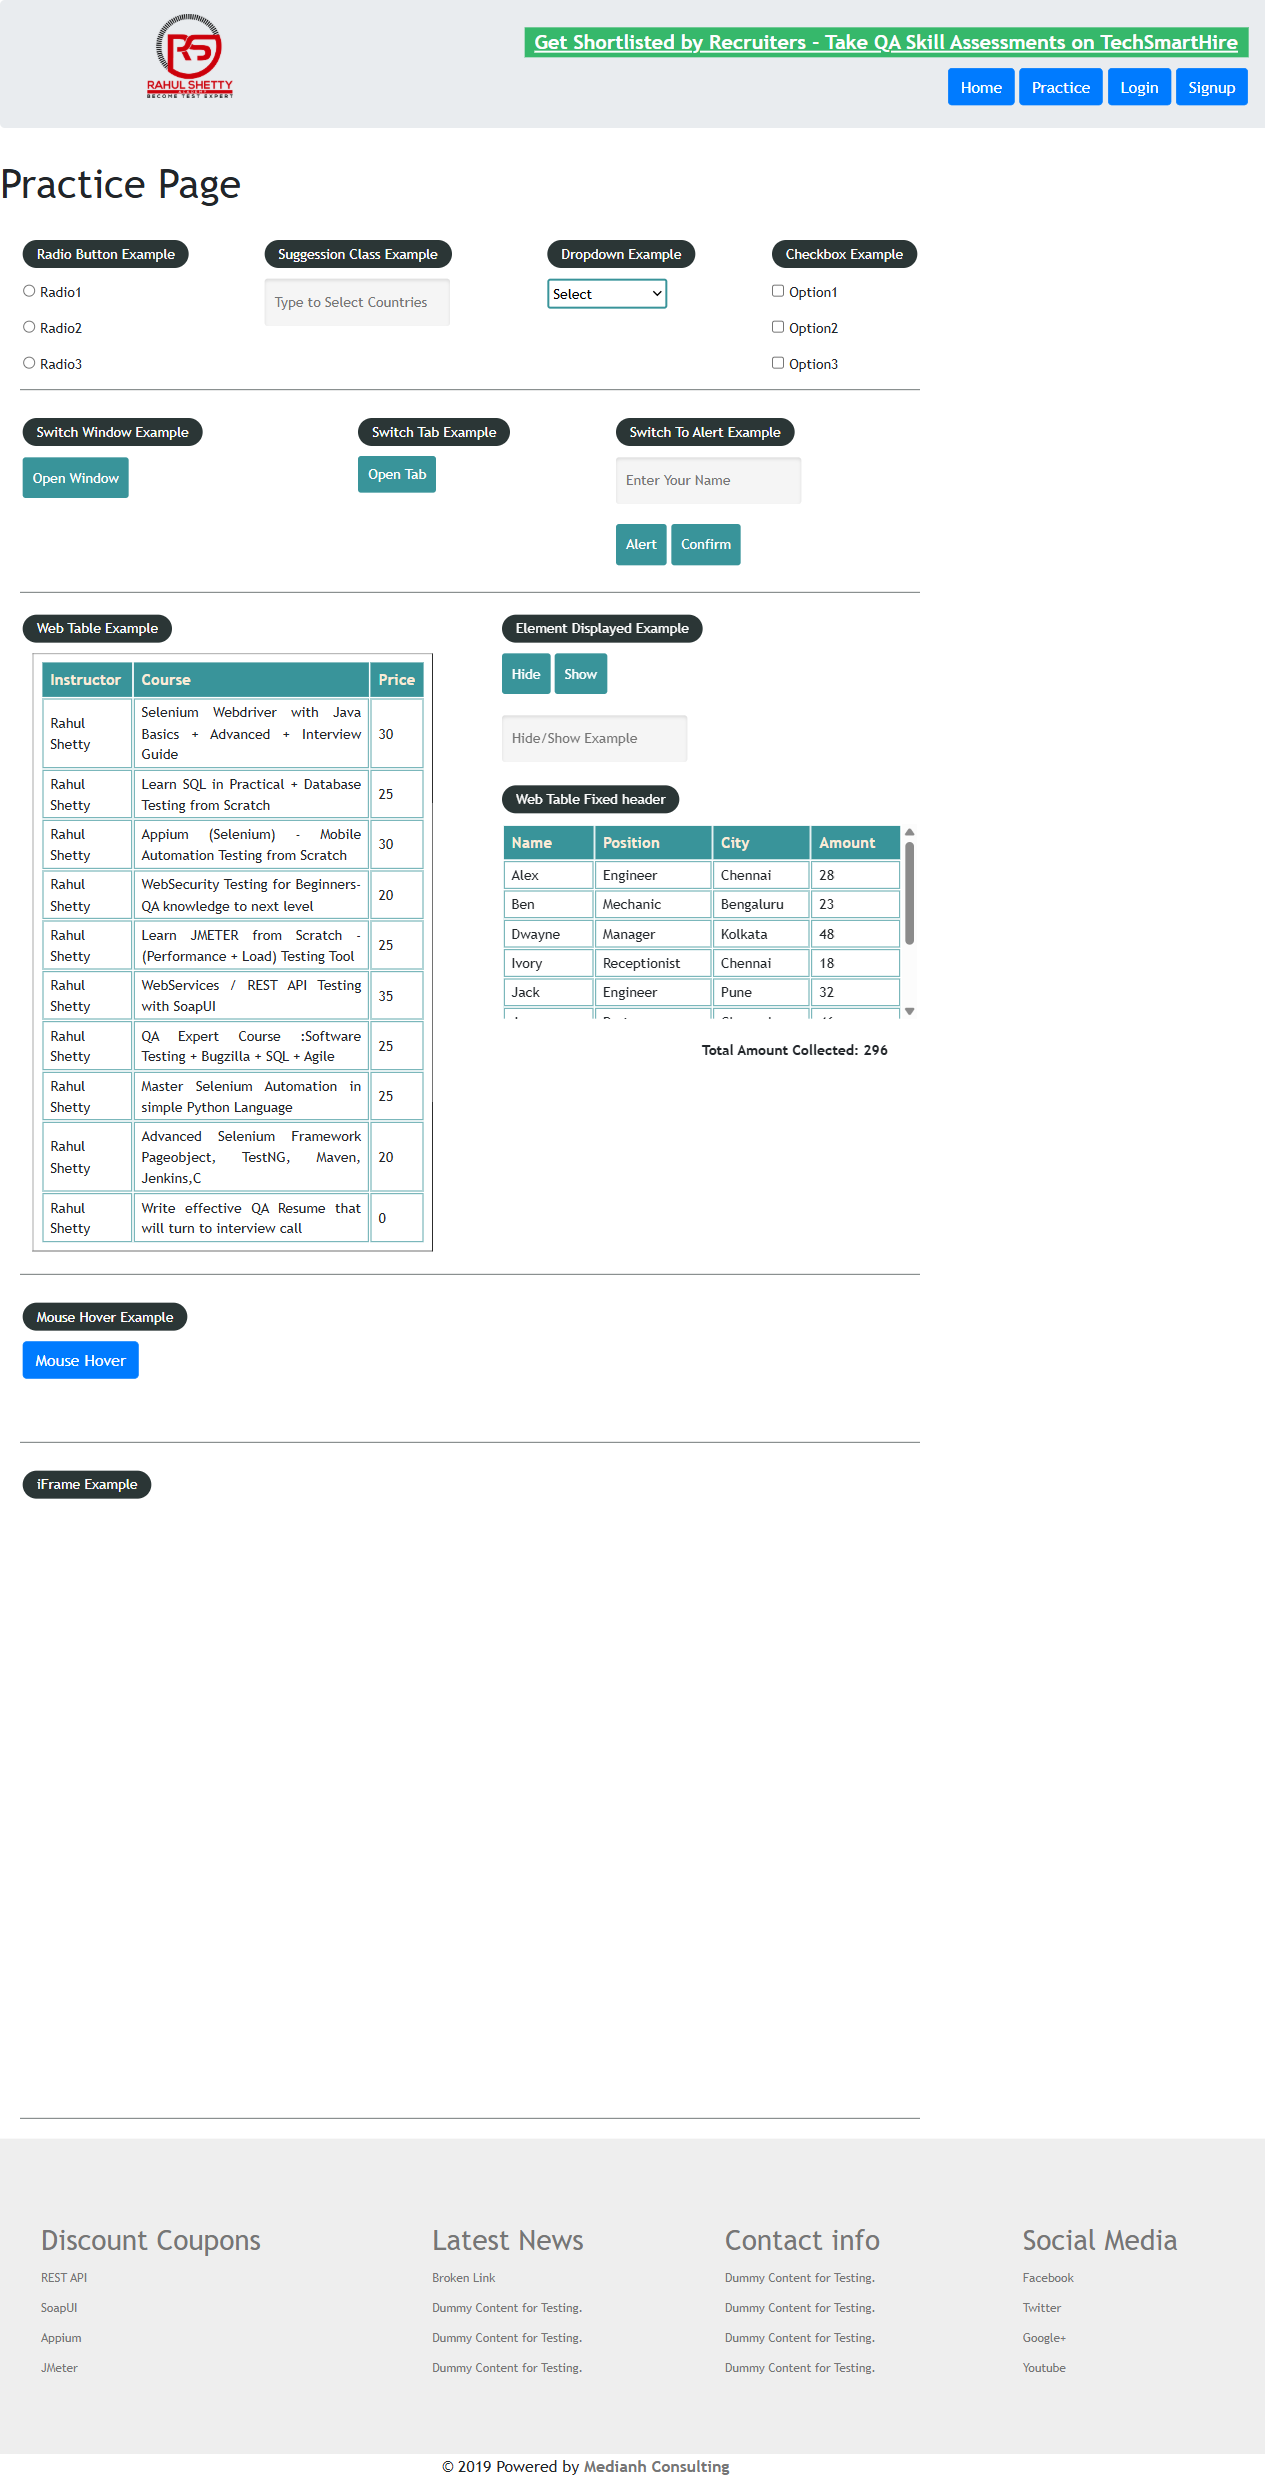 RAHUL SHETTY
ACADEMY
BECOME TEST EXPERT
Get Shortlisted by Recruiters - Take QA Skill Assessments on TechSmartHire
Home Practice Login Signup
Practice Page
Radio Button Example
Radio1
Radio2
Radio3
Suggession Class Example
Type to Select Countries
Dropdown Example
Select
Checkbox Example
Option1
Option2
Option3
Switch Window Example
Open Window
Switch Tab Example
Open Tab
Switch To Alert Example
Enter Your Name
Alert Confirm
Web Table Example
Instructor Course Price
Rahul Shetty Selenium Webdriver with Java Basics + Advanced + Interview Guide 30
Rahul Shetty Learn SQL in Practical + Database Testing from Scratch 25
Rahul Shetty Appium (Selenium) - Mobile Automation Testing from Scratch 30
Rahul Shetty WebSecurity Testing for Beginners-QA knowledge to next level 20
Rahul Shetty Learn JMETER from Scratch - (Performance + Load) Testing Tool 25
Rahul Shetty WebServices / REST API Testing with SoapUI 35
Rahul Shetty QA Expert Course :Software Testing + Bugzilla + SQL + Agile 25
Rahul Shetty Master Selenium Automation in simple Python Language 25
Rahul Shetty Advanced Selenium Framework Pageobject, TestNG, Maven, Jenkins,C 20
Rahul Shetty Write effective QA Resume that will turn to interview call 0
Element Displayed Example
Hide Show
Hide/Show Example
Web Table Fixed header
Name Position City Amount
Alex Engineer Chennai 28
Ben Mechanic Bengaluru 23
Dwayne Manager Kolkata 48
Ivory Receptionist Chennai 18
Jack Engineer Pune 32
Total Amount Collected: 296
Mouse Hover Example
Mouse Hover
iFrame Example
Discount Coupons
REST API
SoapUI
Appium
JMeter
Latest News
Broken Link
Dummy Content for Testing.
Dummy Content for Testing.
Dummy Content for Testing.
Contact info
Dummy Content for Testing.
Dummy Content for Testing.
Dummy Content for Testing.
Dummy Content for Testing.
Social Media
Facebook
Twitter
Google+
Youtube
© 2019 Powered by Medianh Consulting